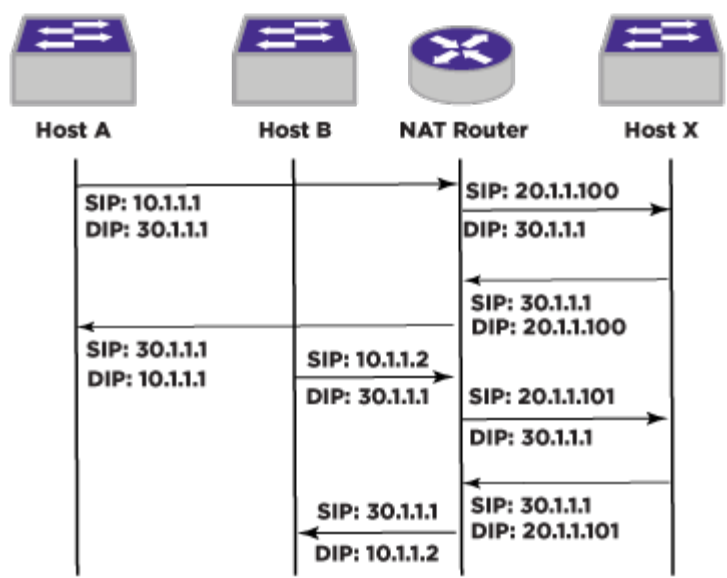 Host A
Host B
NAT Router
Host X
SIP: 10.1.1.1
DIP: 30.1.1.1
SIP: 20.1.1.100
DIP: 30.1.1.1
SIP: 30.1.1.1
DIP: 20.1.1.100
SIP: 30.1.1.1
DIP: 10.1.1.1
SIP: 10.1.1.2
DIP: 30.1.1.1
SIP: 20.1.1.101
DIP: 30.1.1.1
SIP: 30.1.1.1
DIP: 20.1.1.101
SIP: 30.1.1.1
DIP: 10.1.1.2